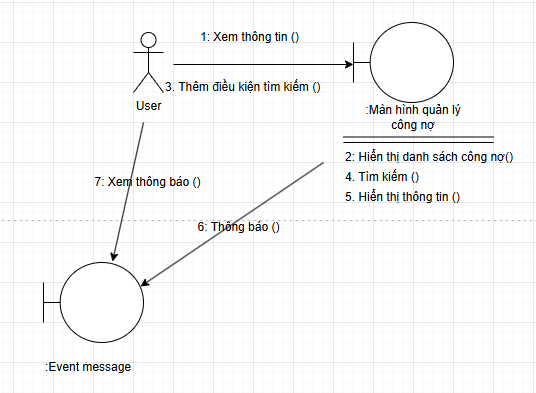 1: Xem thông tin ()
3. Thêm điều kiện tìm kiếm ()
User
:Màn hình quản lý
công nợ
2: Hiển thị danh sách công nợ()
4. Tìm kiếm ()
5. Hiển thị thông tin ()
7: Xem thông báo ()
6: Thông báo ()
:Event message